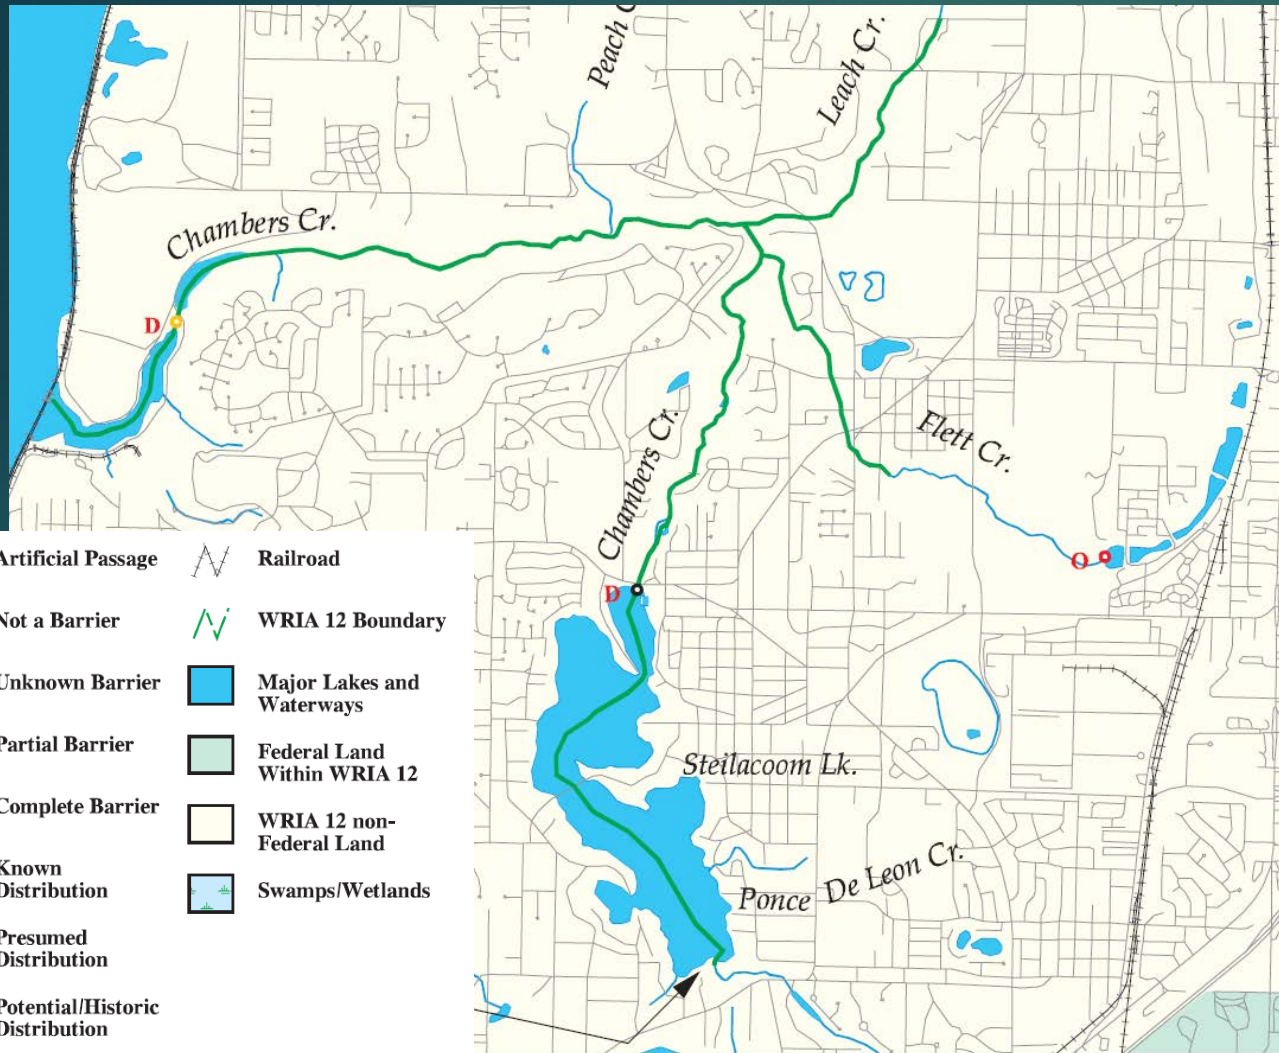 Peach C
Leach Cr.
Chambers Cr.
D
Flett Cr.
Chambers Cr.
O
D
Steilacoom Lk.
Ponce De Leon Cr.
Artificial Passage
Not a Barrier
Unknown Barrier
Partial Barrier
Complete Barrier
Known
Distribution
Presumed
Distribution
Potential/Historic
Distribution
Railroad
WRIA 12 Boundary
Major Lakes and
Waterways
Federal Land
Within WRIA 12
WRIA 12 non-
Federal Land
Swamps/Wetlands